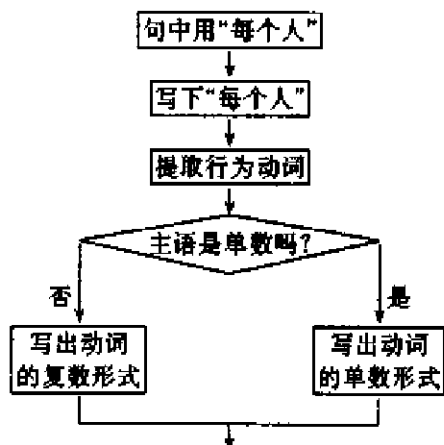 句中用“每个人”
写下“每个人”
提取行为动词
主语是单数吗?
否
是
写出动词
的复数形式
写出动词
的单数形式